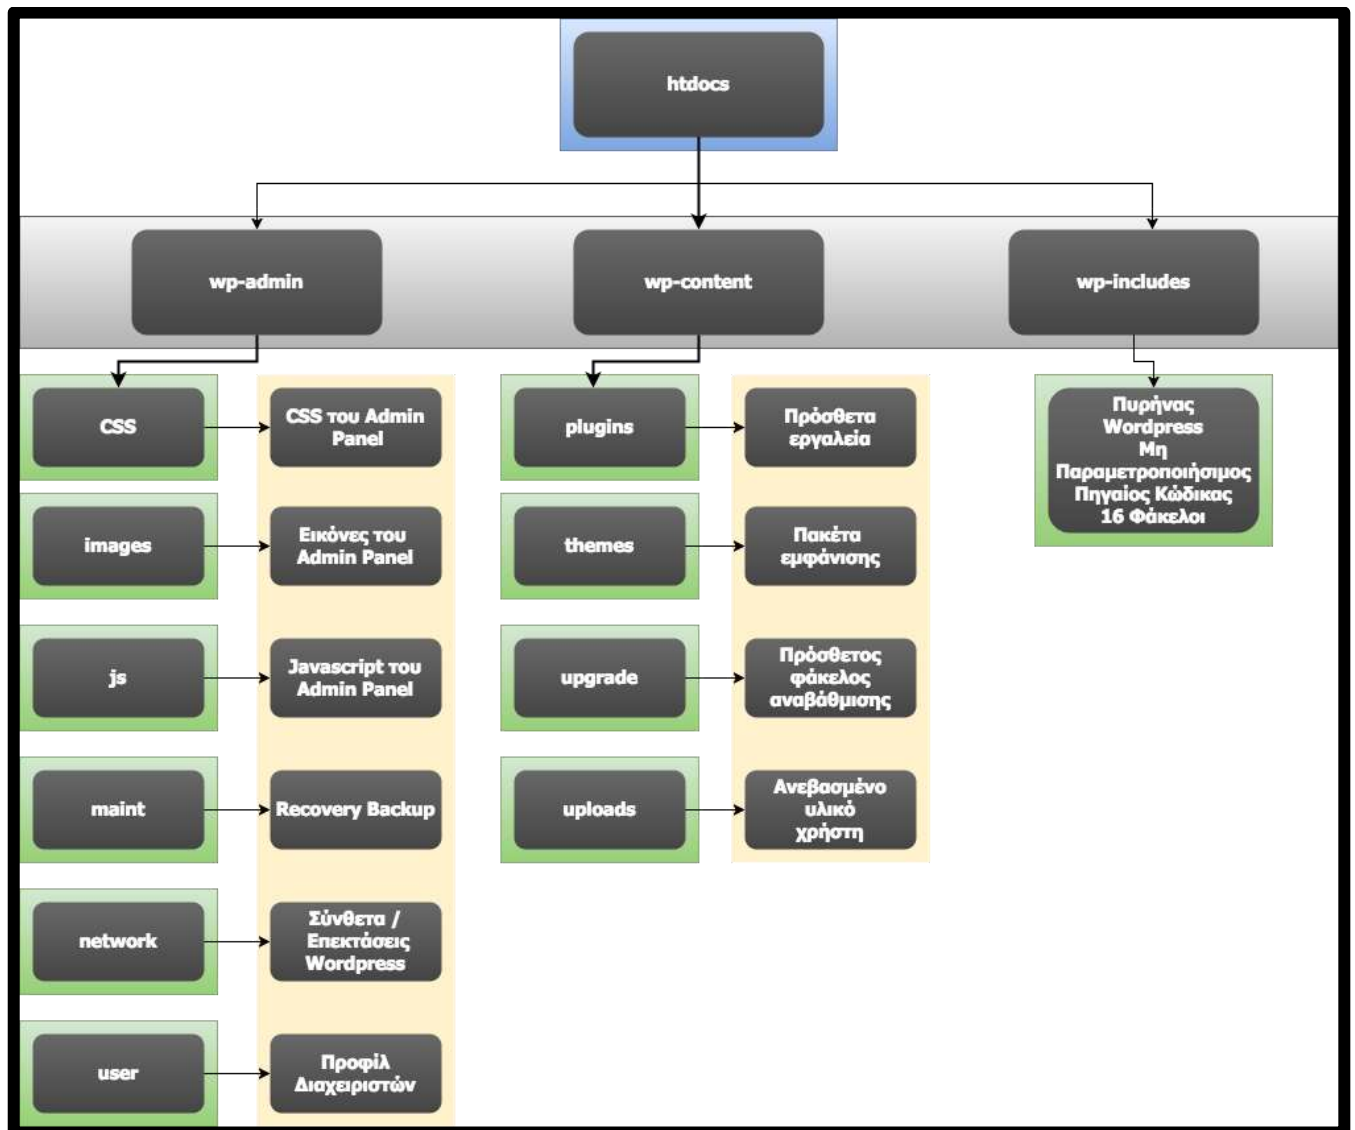 htdocs
wp-admin
wp-content
wp-includes
CSS
CSS του Admin
Panel
plugins
Πρόσθετα
εργαλεία
Πυρήνας
Wordpress
Μη
Παραμετροποιήσιμος
Πηγαίος Κώδικας
16 Φάκελοι
images
Εικόνες του
Admin Panel
themes
Πακέτα
εμφάνισης
js
Javascript του
Admin Panel
upgrade
Πρόσθετος
φάκελος
αναβάθμισης
maint
Recovery Backup
uploads
Ανεβασμένο
υλικό
χρήστη
network
Σύνθετα /
Επεκτάσεις
Wordpress
user
Προφίλ
Διαχειριστών